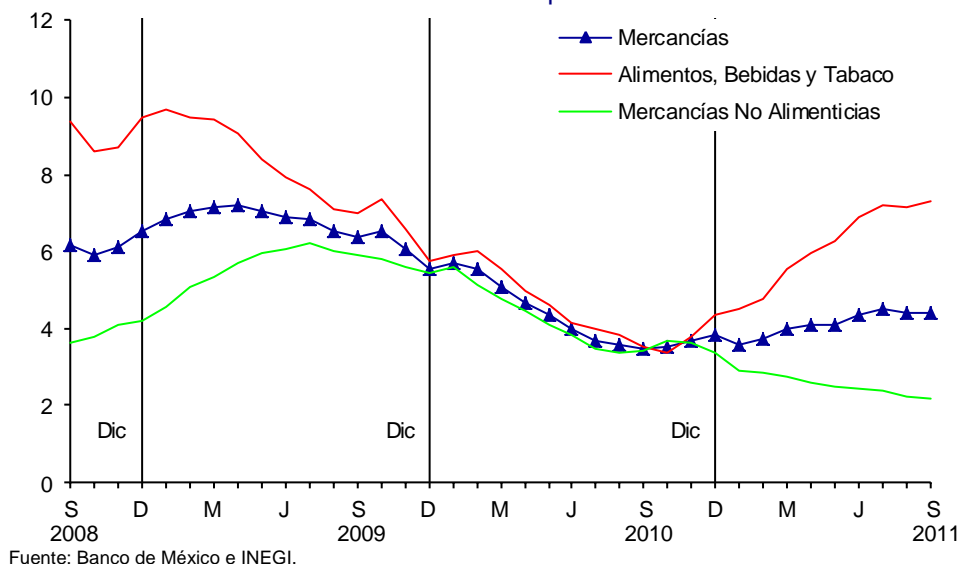 12
Mercancías
Alimentos, Bebidas y Tabaco
10
Mercancías No Alimenticias
8
6
4
2
Dic
Dic
Dic
0
S D M J S D M J S D M J S
2008 2009 2010 2011
Fuente: Banco de México e INEGI.